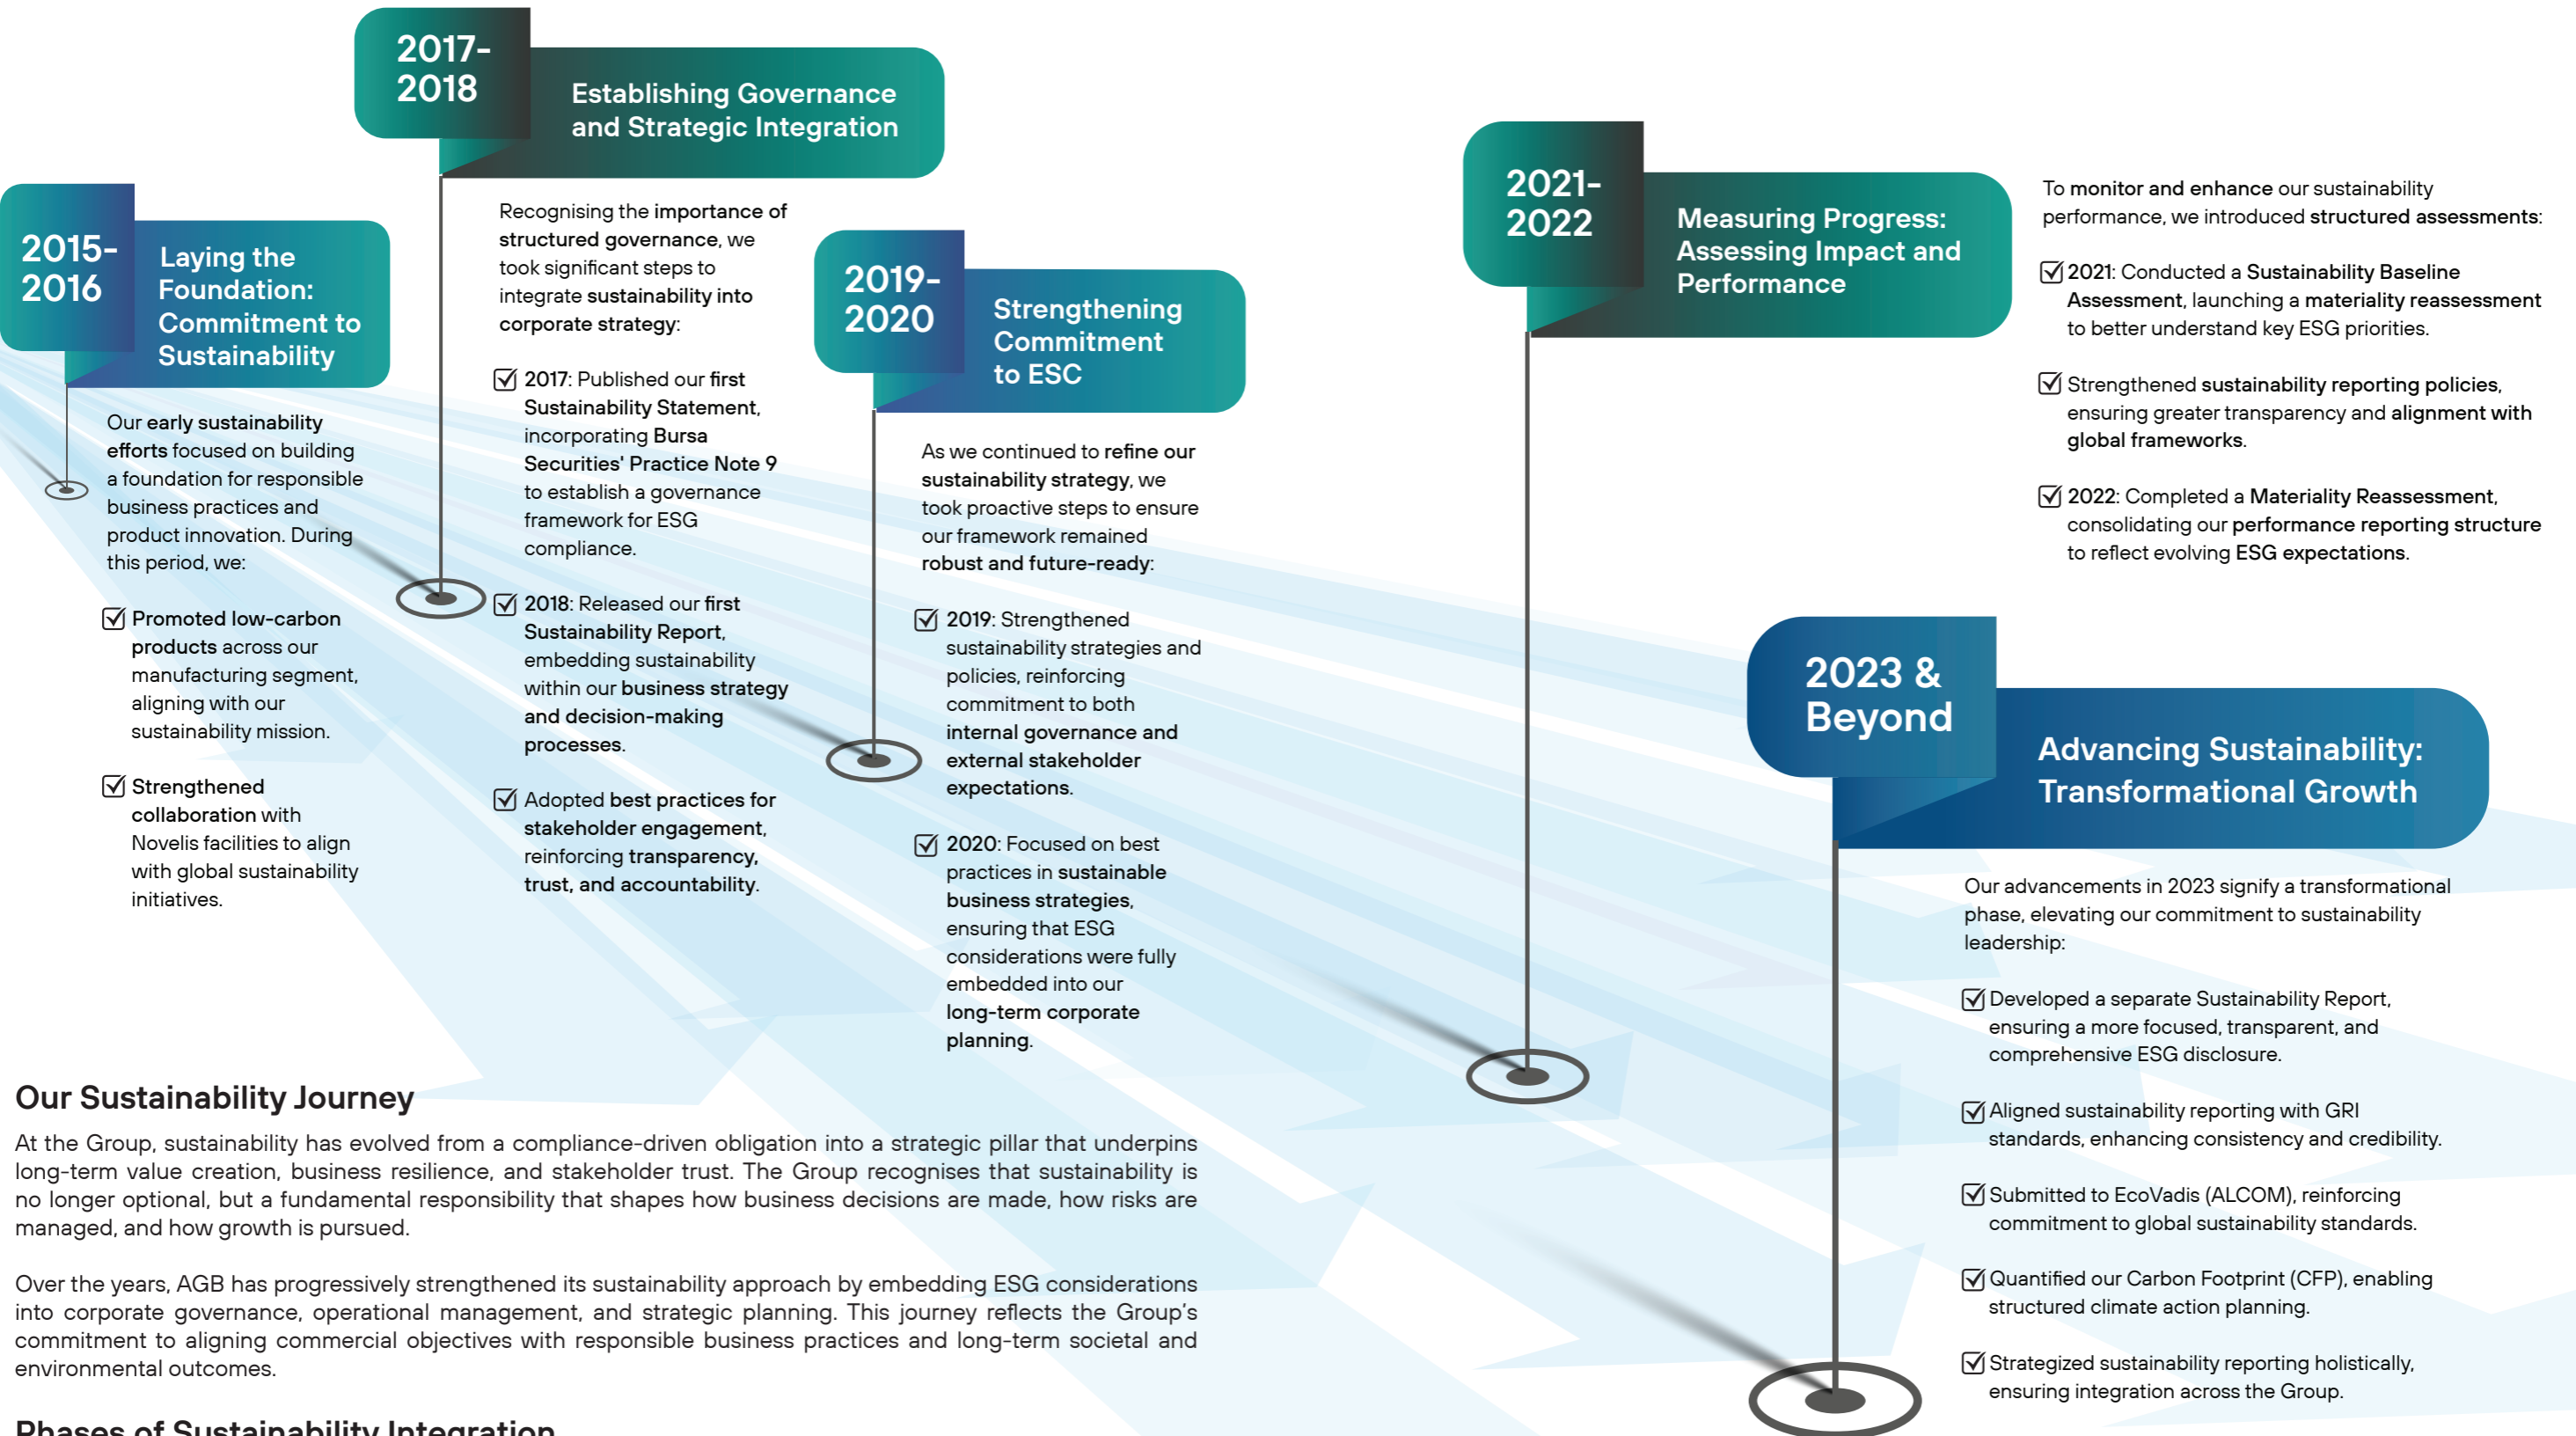 2015-
2016
Laying the
Foundation:
Commitment to
Sustainability
Our early sustainability
efforts focused on building
a foundation for responsible
business practices and
product innovation. During
this period, we:
Promoted low-carbon
products across our
manufacturing segment,
aligning with our
sustainability mission.
Strengthened
collaboration with
Novelis facilities to align
with global sustainability
initiatives.
2017-
2018
Establishing Governance
and Strategic Integration
Recognising the importance of
structured governance, we
took significant steps to
integrate sustainability into
corporate strategy:
2017: Published our first
Sustainability Statement,
incorporating Bursa
Securities' Practice Note 9
to establish a governance
framework for ESG
compliance.
2018: Released our first
Sustainability Report,
embedding sustainability
within our business strategy
and decision-making
processes.
Adopted best practices for
stakeholder engagement,
reinforcing transparency,
trust, and accountability.
2019-
2020
Strengthening
Commitment
to ESC
As we continued to refine our
sustainability strategy, we
took proactive steps to ensure
our framework remained
robust and future-ready:
2019: Strengthened
sustainability strategies and
policies, reinforcing
commitment to both
internal governance and
external stakeholder
expectations.
2020: Focused on best
practices in sustainable
business strategies,
ensuring that ESG
considerations were fully
embedded into our
long-term corporate
planning.
2021-
2022
Measuring Progress:
Assessing Impact and
Performance
To monitor and enhance our sustainability
performance, we introduced structured assessments:
2021: Conducted a Sustainability Baseline
Assessment, launching a materiality reassessment
to better understand key ESG priorities.
Strengthened sustainability reporting policies,
ensuring greater transparency and alignment with
global frameworks.
2022: Completed a Materiality Reassessment,
consolidating our performance reporting structure
to reflect evolving ESG expectations.
2023 &
Beyond
Advancing Sustainability:
Transformational Growth
Our advancements in 2023 signify a transformational
phase, elevating our commitment to sustainability
leadership:
Developed a separate Sustainability Report,
ensuring a more focused, transparent, and
comprehensive ESG disclosure.
Aligned sustainability reporting with GRI
standards, enhancing consistency and credibility.
Submitted to EcoVadis (ALCOM), reinforcing
commitment to global sustainability standards.
Quantified our Carbon Footprint (CFP), enabling
structured climate action planning.
Strategized sustainability reporting holistically,
ensuring integration across the Group.
Our Sustainability Journey
At the Group, sustainability has evolved from a compliance-driven obligation into a strategic pillar that underpins
long-term value creation, business resilience, and stakeholder trust. The Group recognises that sustainability is
no longer optional, but a fundamental responsibility that shapes how business decisions are made, how risks are
managed, and how growth is pursued.
Over the years, AGB has progressively strengthened its sustainability approach by embedding ESG considerations
into corporate governance, operational management, and strategic planning. This journey reflects the Group's
commitment to aligning commercial objectives with responsible business practices and long-term societal and
environmental outcomes.
Phases of Sustainability Integration